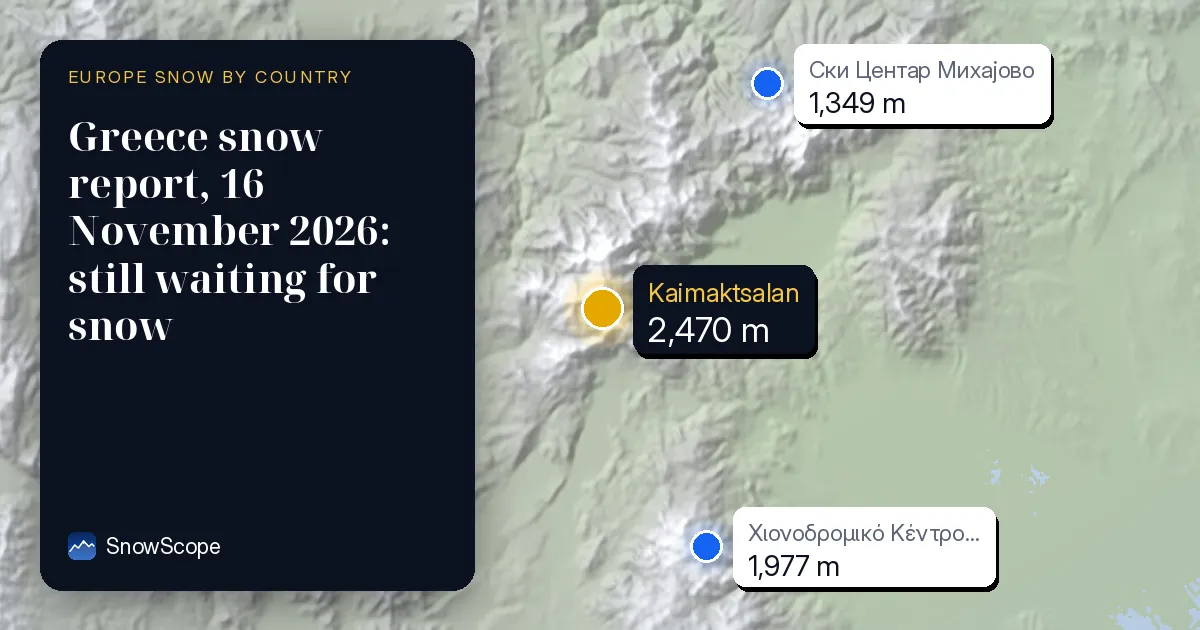 EUROPE SNOW BY COUNTRY
Greece snow
report, 16
November 2026:
still waiting for
snow
SnowScope
Ски Центар Михајово
1,349 m
Kaimaktsalan
2,470 m
Χιονοδρομικό Κέντρο...
1,977 m